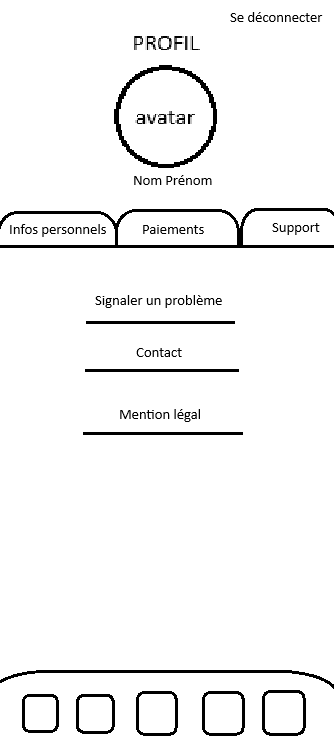 Se déconnecter
PROFIL
avatar
Nom Prénom
Infos personnels
Paiements
Support
Signaler un problème
Contact
Mention légal